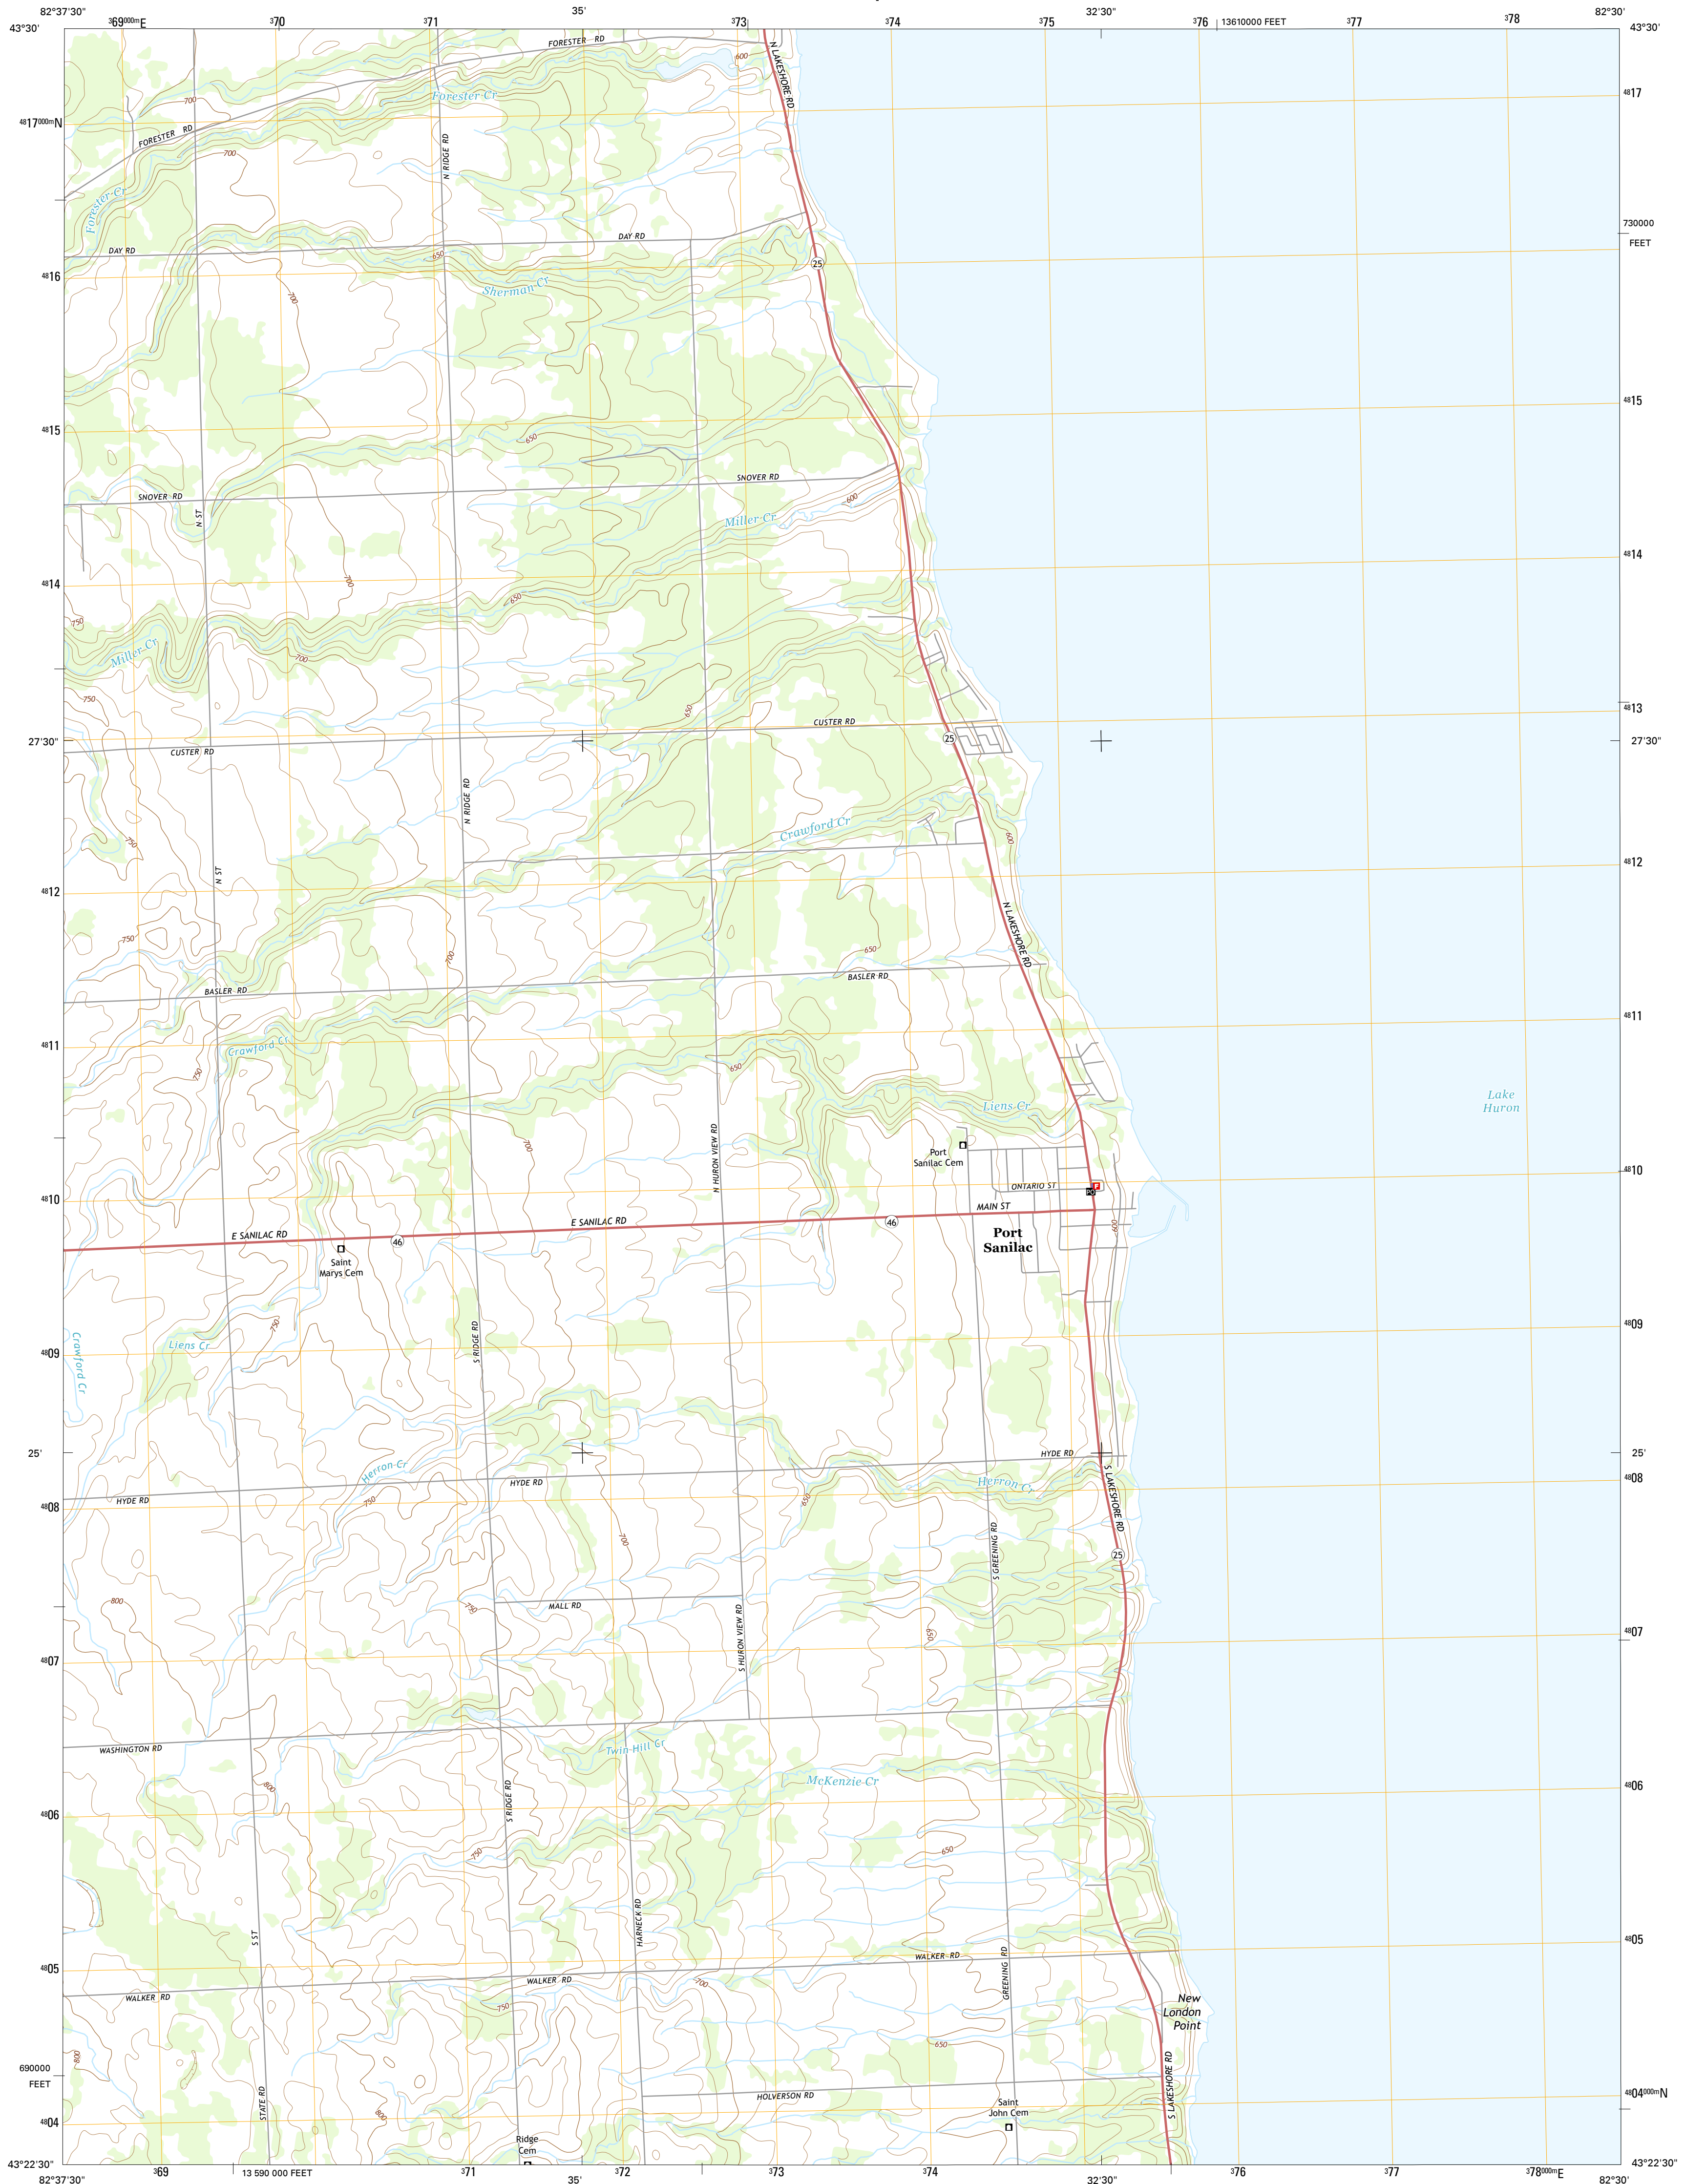 82°37'30"
³69⁰⁰⁰ᵐE
³70
³71
35'
³73
³74
³75
32'30"
³76
13610000 FEET
³77
³78
82°30'
43°30'
43°30'
FORESTER RD
N LAKESHORE RD
600
Forester Cr
700
⁴⁸17
⁴⁸17⁰⁰⁰ᵐN
FORESTER RD
N RIDGE RD
700
Forester Cr
730000
FEET
DAY RD
DAY RD
650
25
⁴⁸16
Sherman Cr
700
⁴⁸15
⁴⁸15
650
SNOVER RD
SNOVER RD
600
N ST
Miller Cr
⁴⁸14
⁴⁸14
700
650
750
Miller Cr
700
750
650
⁴⁸13
CUSTER RD
CUSTER RD
25
27'30"
27'30"
N RIDGE RD
Crawford Cr
600
750
N ST
⁴⁸12
⁴⁸12
N LAKESHORE RD
750
650
700
BASLER RD
BASLER RD
⁴⁸11
⁴⁸11
Crawford Cr
650
750
Lake
Huron
Liens Cr
700
N HURON VIEW RD
Port
Sanilac Cem
⁴⁸10
⁴⁸10
ONTARIO ST
F
PO
MAIN ST
600
46
E SANILAC RD
E SANILAC RD
46
Port
Sanilac
Saint
Marys Cem
750
⁴⁸09
⁴⁸09
Liens Cr
S RIDGE RD
Crawford Cr
25'
25'
HYDE RD
Herron Cr
HYDE RD
Herron Cr
⁴⁸08
⁴⁸08
HYDE RD
750
650
S LAKESHORE RD
700
S GREENING RD
25
800
750
MALL RD
650
S HURON VIEW RD
⁴⁸07
⁴⁸07
WASHINGTON RD
Twin Hill Cr
McKenzie Cr
800
S RIDGE RD
⁴⁸06
⁴⁸06
750
650
HARNECK RD
S ST
⁴⁸05
⁴⁸05
WALKER RD
WALKER RD
WALKER RD
GREENING RD
700
750
New
London
Point
650
800
690000
FEET
S LAKESHORE RD
HOLVERSON RD
⁴⁸04⁰⁰⁰ᵐN
STATE RD
800
Saint
John Cem
⁴⁸04
Ridge
Cem
43°22'30"
43°22'30"
82°37'30"
³69
13 590 000 FEET
³71
35'
³72
³73
³74
32'30"
³76
³77
³78⁰⁰⁰ᵐE
82°30'